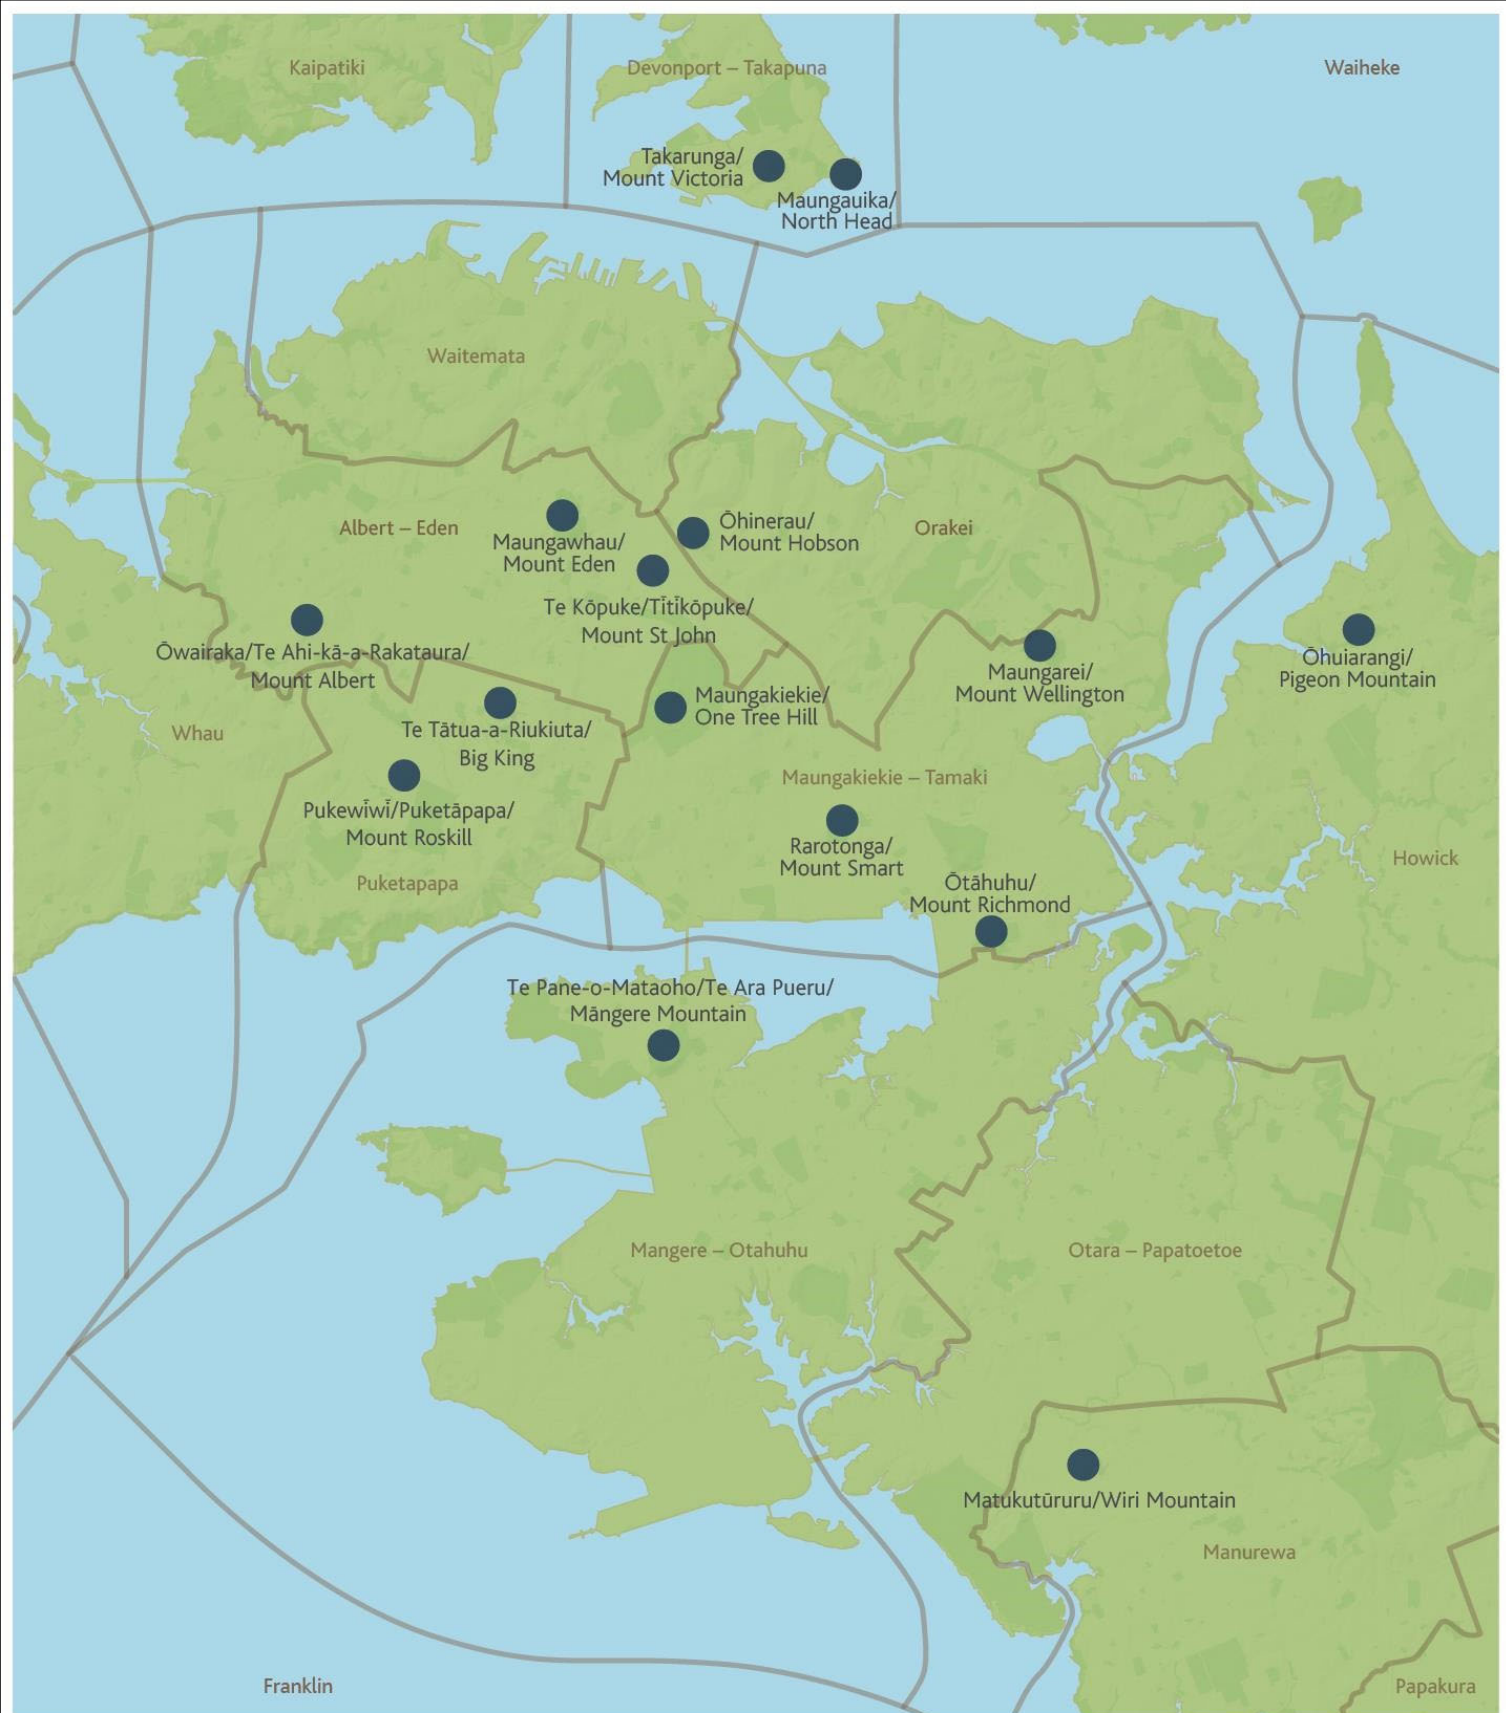 Kaipatiki
Devonport – Takapuna
Waiheke
Takarunga/
Mount Victoria
Maungauika/
North Head
Waitemata
Albert – Eden
Maungawhau/
Mount Eden
Ōhinerau/
Mount Hobson
Orakei
Te Kōpuke/Tītīkōpuke/
Mount St John
Ōwairaka/Te Ahi-kā-a-Rakataura/
Mount Albert
Maungarei/
Mount Wellington
Ōhuiarangi/
Pigeon Mountain
Whau
Te Tātua-a-Riukiuta/
Big King
Maungakiekie/
One Tree Hill
Maungakiekie – Tamaki
Pukewīwī/Puketāpapa/
Mount Roskill
Rarotonga/
Mount Smart
Howick
Puketapapa
Ōtāhuhu/
Mount Richmond
Te Pane-o-Mataoho/Te Ara Pueru/
Māngere Mountain
Mangere – Otahuhu
Otara – Papatoetoe
Matukutūruru/Wiri Mountain
Manurewa
Franklin
Papakura